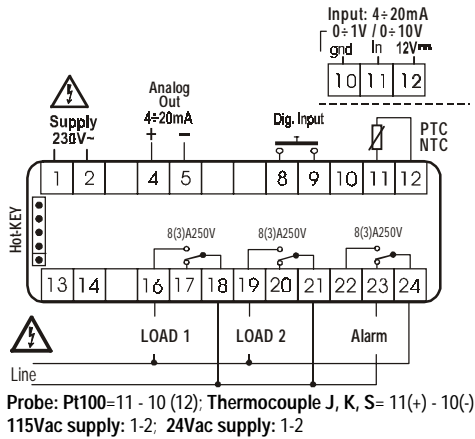 Input: 4÷20mA
0÷1V / 0÷10V
gnd In 12V
10 11 12
Supply
230V~
Analog
Out
4÷20mA
+ -
Dig. Input
PTC
NTC
1 2 4 5 8 9 10 11 12
Hot-KEY
8(3)A250V 8(3)A250V 8(3)A250V
13 14 16 17 18 19 20 21 22 23 24
LOAD 1 LOAD 2 Alarm
Line
Probe: Pt100=11 - 10 (12); Thermocouple J, K, S= 11(+) - 10(-)
115Vac supply: 1-2; 24Vac supply: 1-2